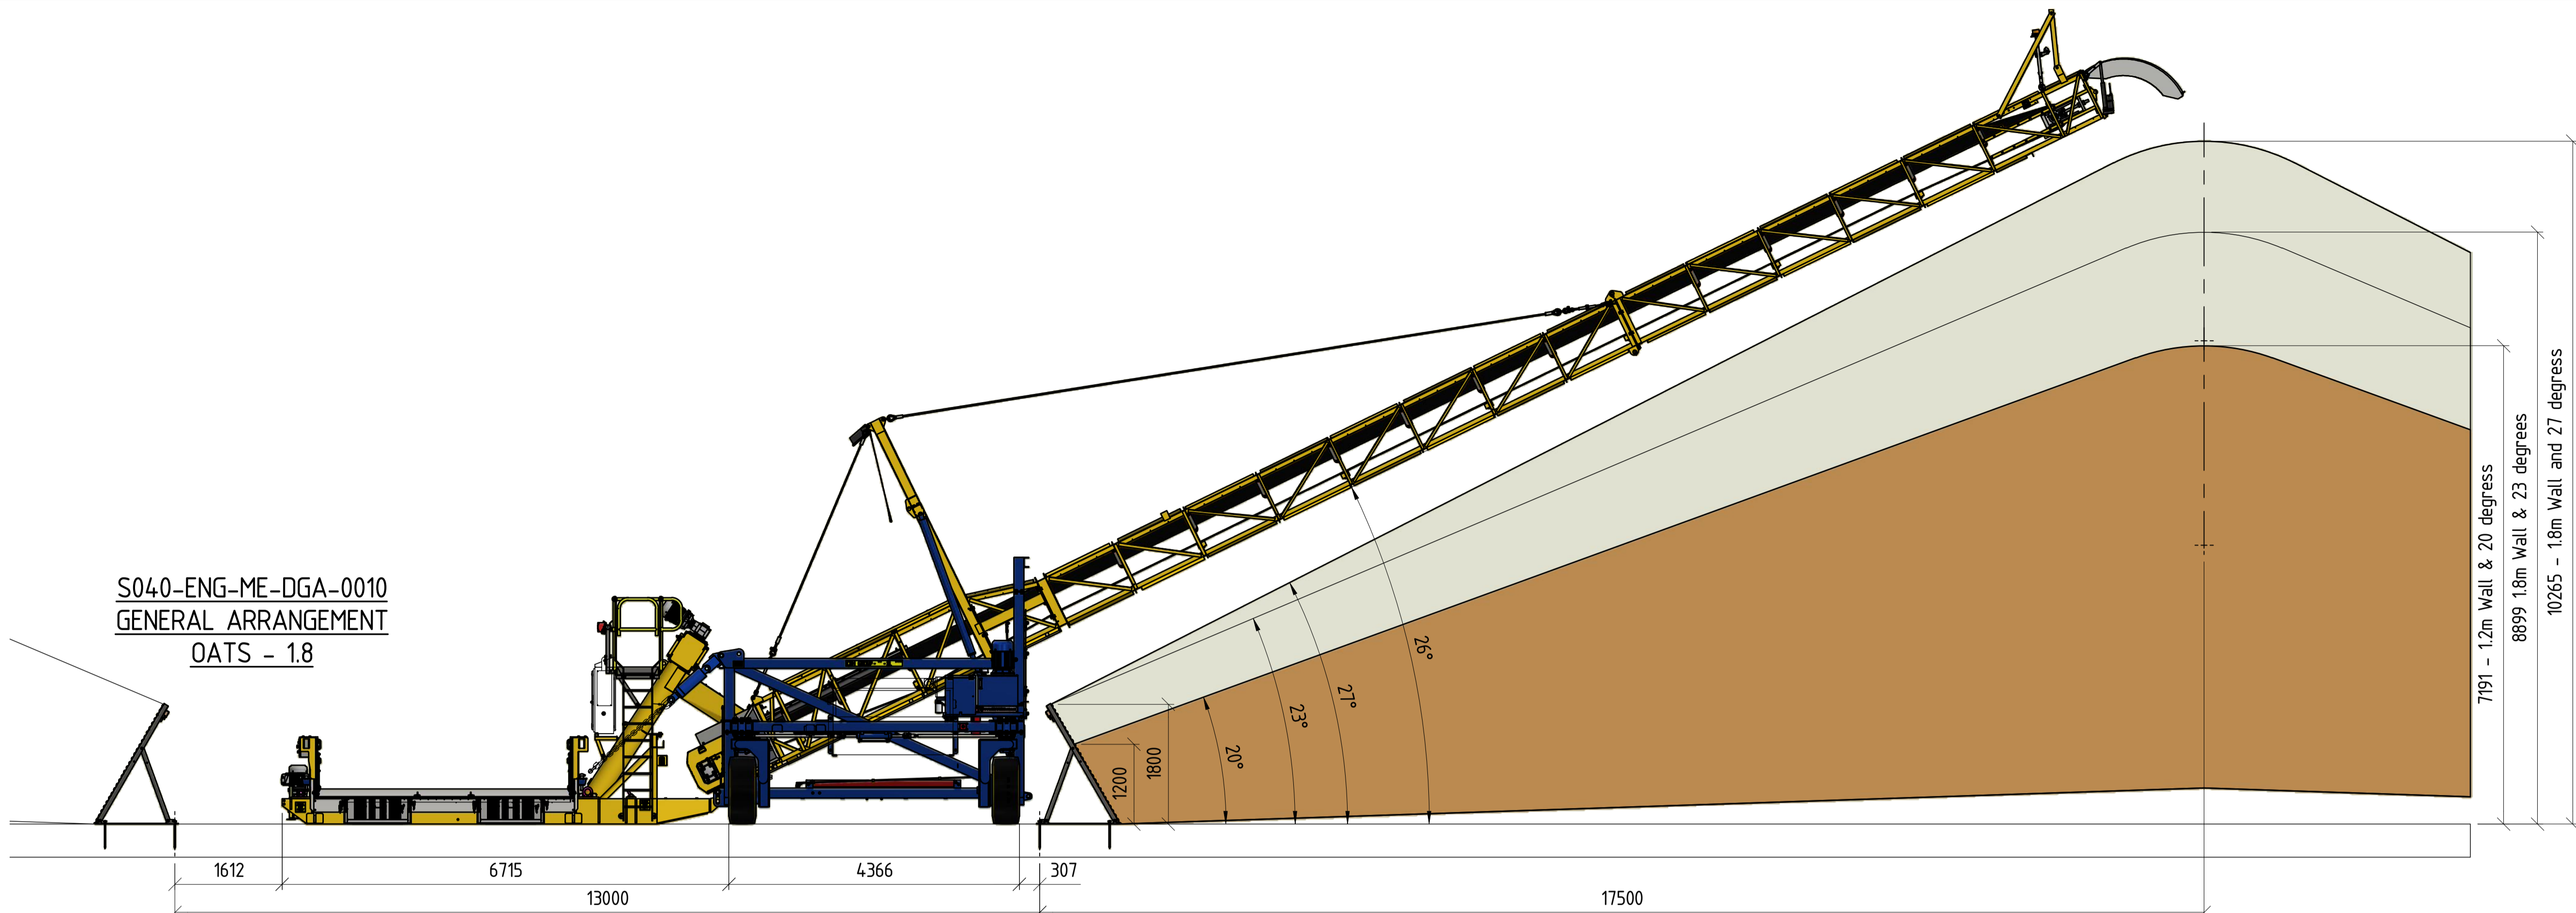 S040-ENG-ME-DGA-0010
GENERAL ARRANGEMENT
OATS - 1.8
26°
27°
23°
20°
1800
1200
7191 - 1.2m Wall & 20 degress
8899 1.8m Wall & 23 degrees
10265 - 1.8m Wall and 27 degress
1612
6715
4366
307
13000
17500